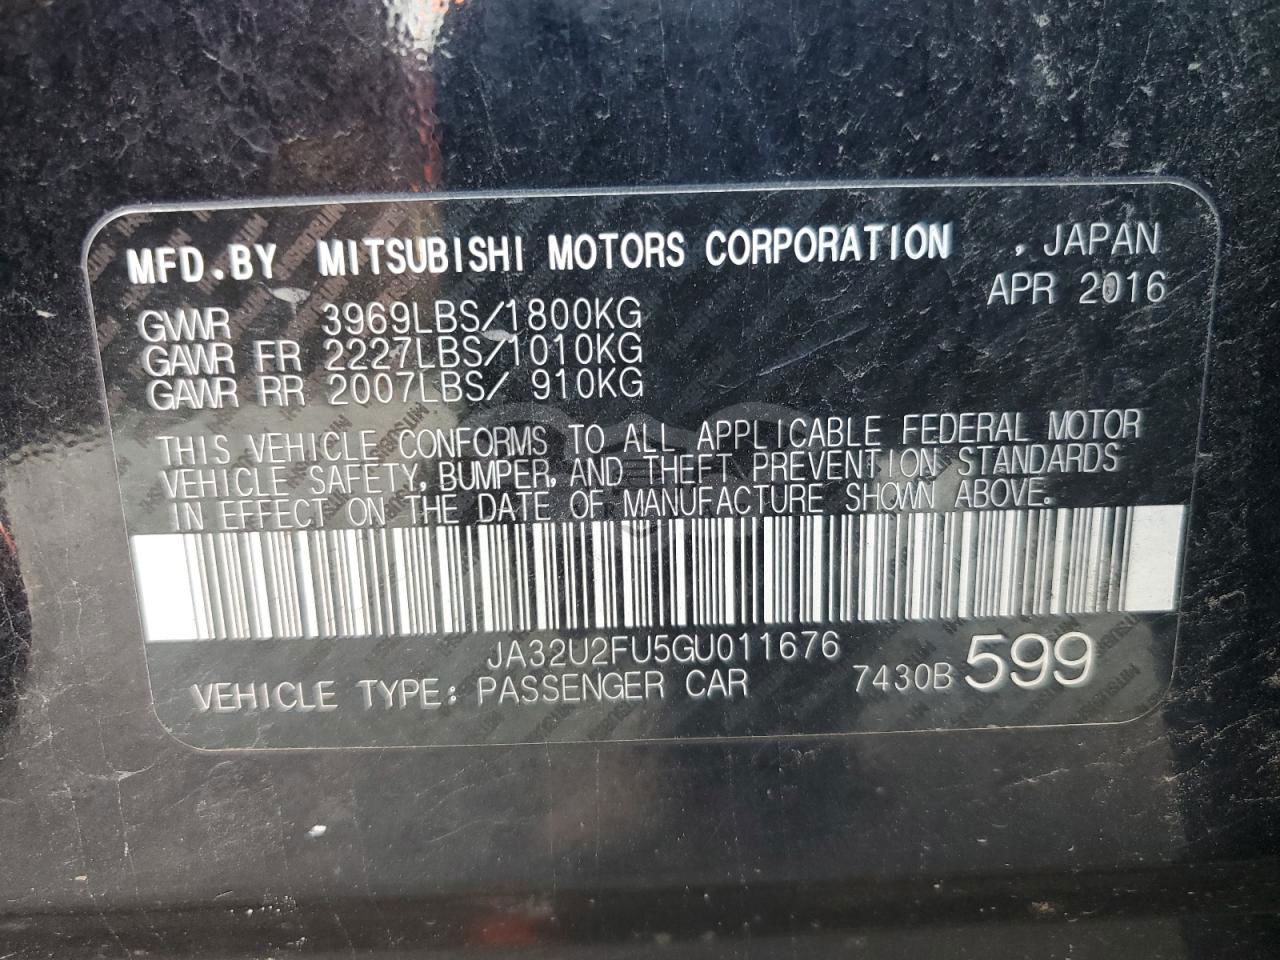 MFD.BY MITSUBISHI MOTORS CORPORATION , JAPAN
APR 2016
GVWR 3969LBS/1800KG
GAWR FR 2227LBS/1010KG
GAWR RR 2007LBS/ 910KG
THIS VEHICLE CONFORMS TO ALL APPLICABLE FEDERAL MOTOR
VEHICLE SAFETY, BUMPER, AND THEFT PREVENTION STANDARDS
IN EFFECT ON THE DATE OF MANUFACTURE SHOWN ABOVE.
JA32U2FU5GU011676
VEHICLE TYPE: PASSENGER CAR 7430B 599